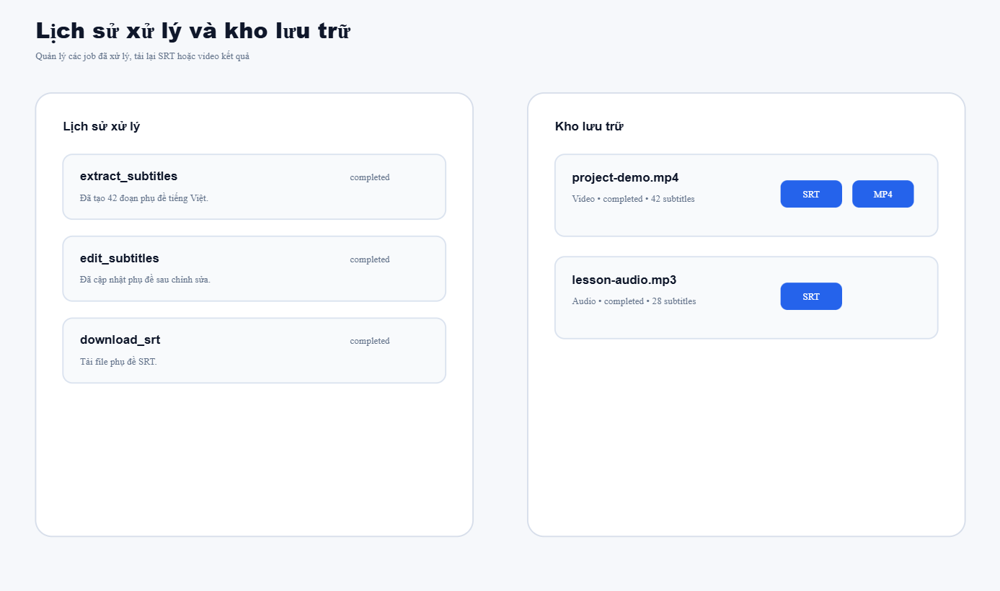 Lịch sử xử lý và kho lưu trữ
Quản lý các job đã xử lý, tải lại SRT hoặc video kết quả
Lịch sử xử lý
extract_subtitles
completed
Đã tạo 42 đoạn phụ đề tiếng Việt.
edit_subtitles
completed
Đã cập nhật phụ đề sau chỉnh sửa.
download_srt
completed
Tải file phụ đề SRT.
Kho lưu trữ
project-demo.mp4
Video • completed • 42 subtitles
SRT
MP4
lesson-audio.mp3
Audio • completed • 28 subtitles
SRT